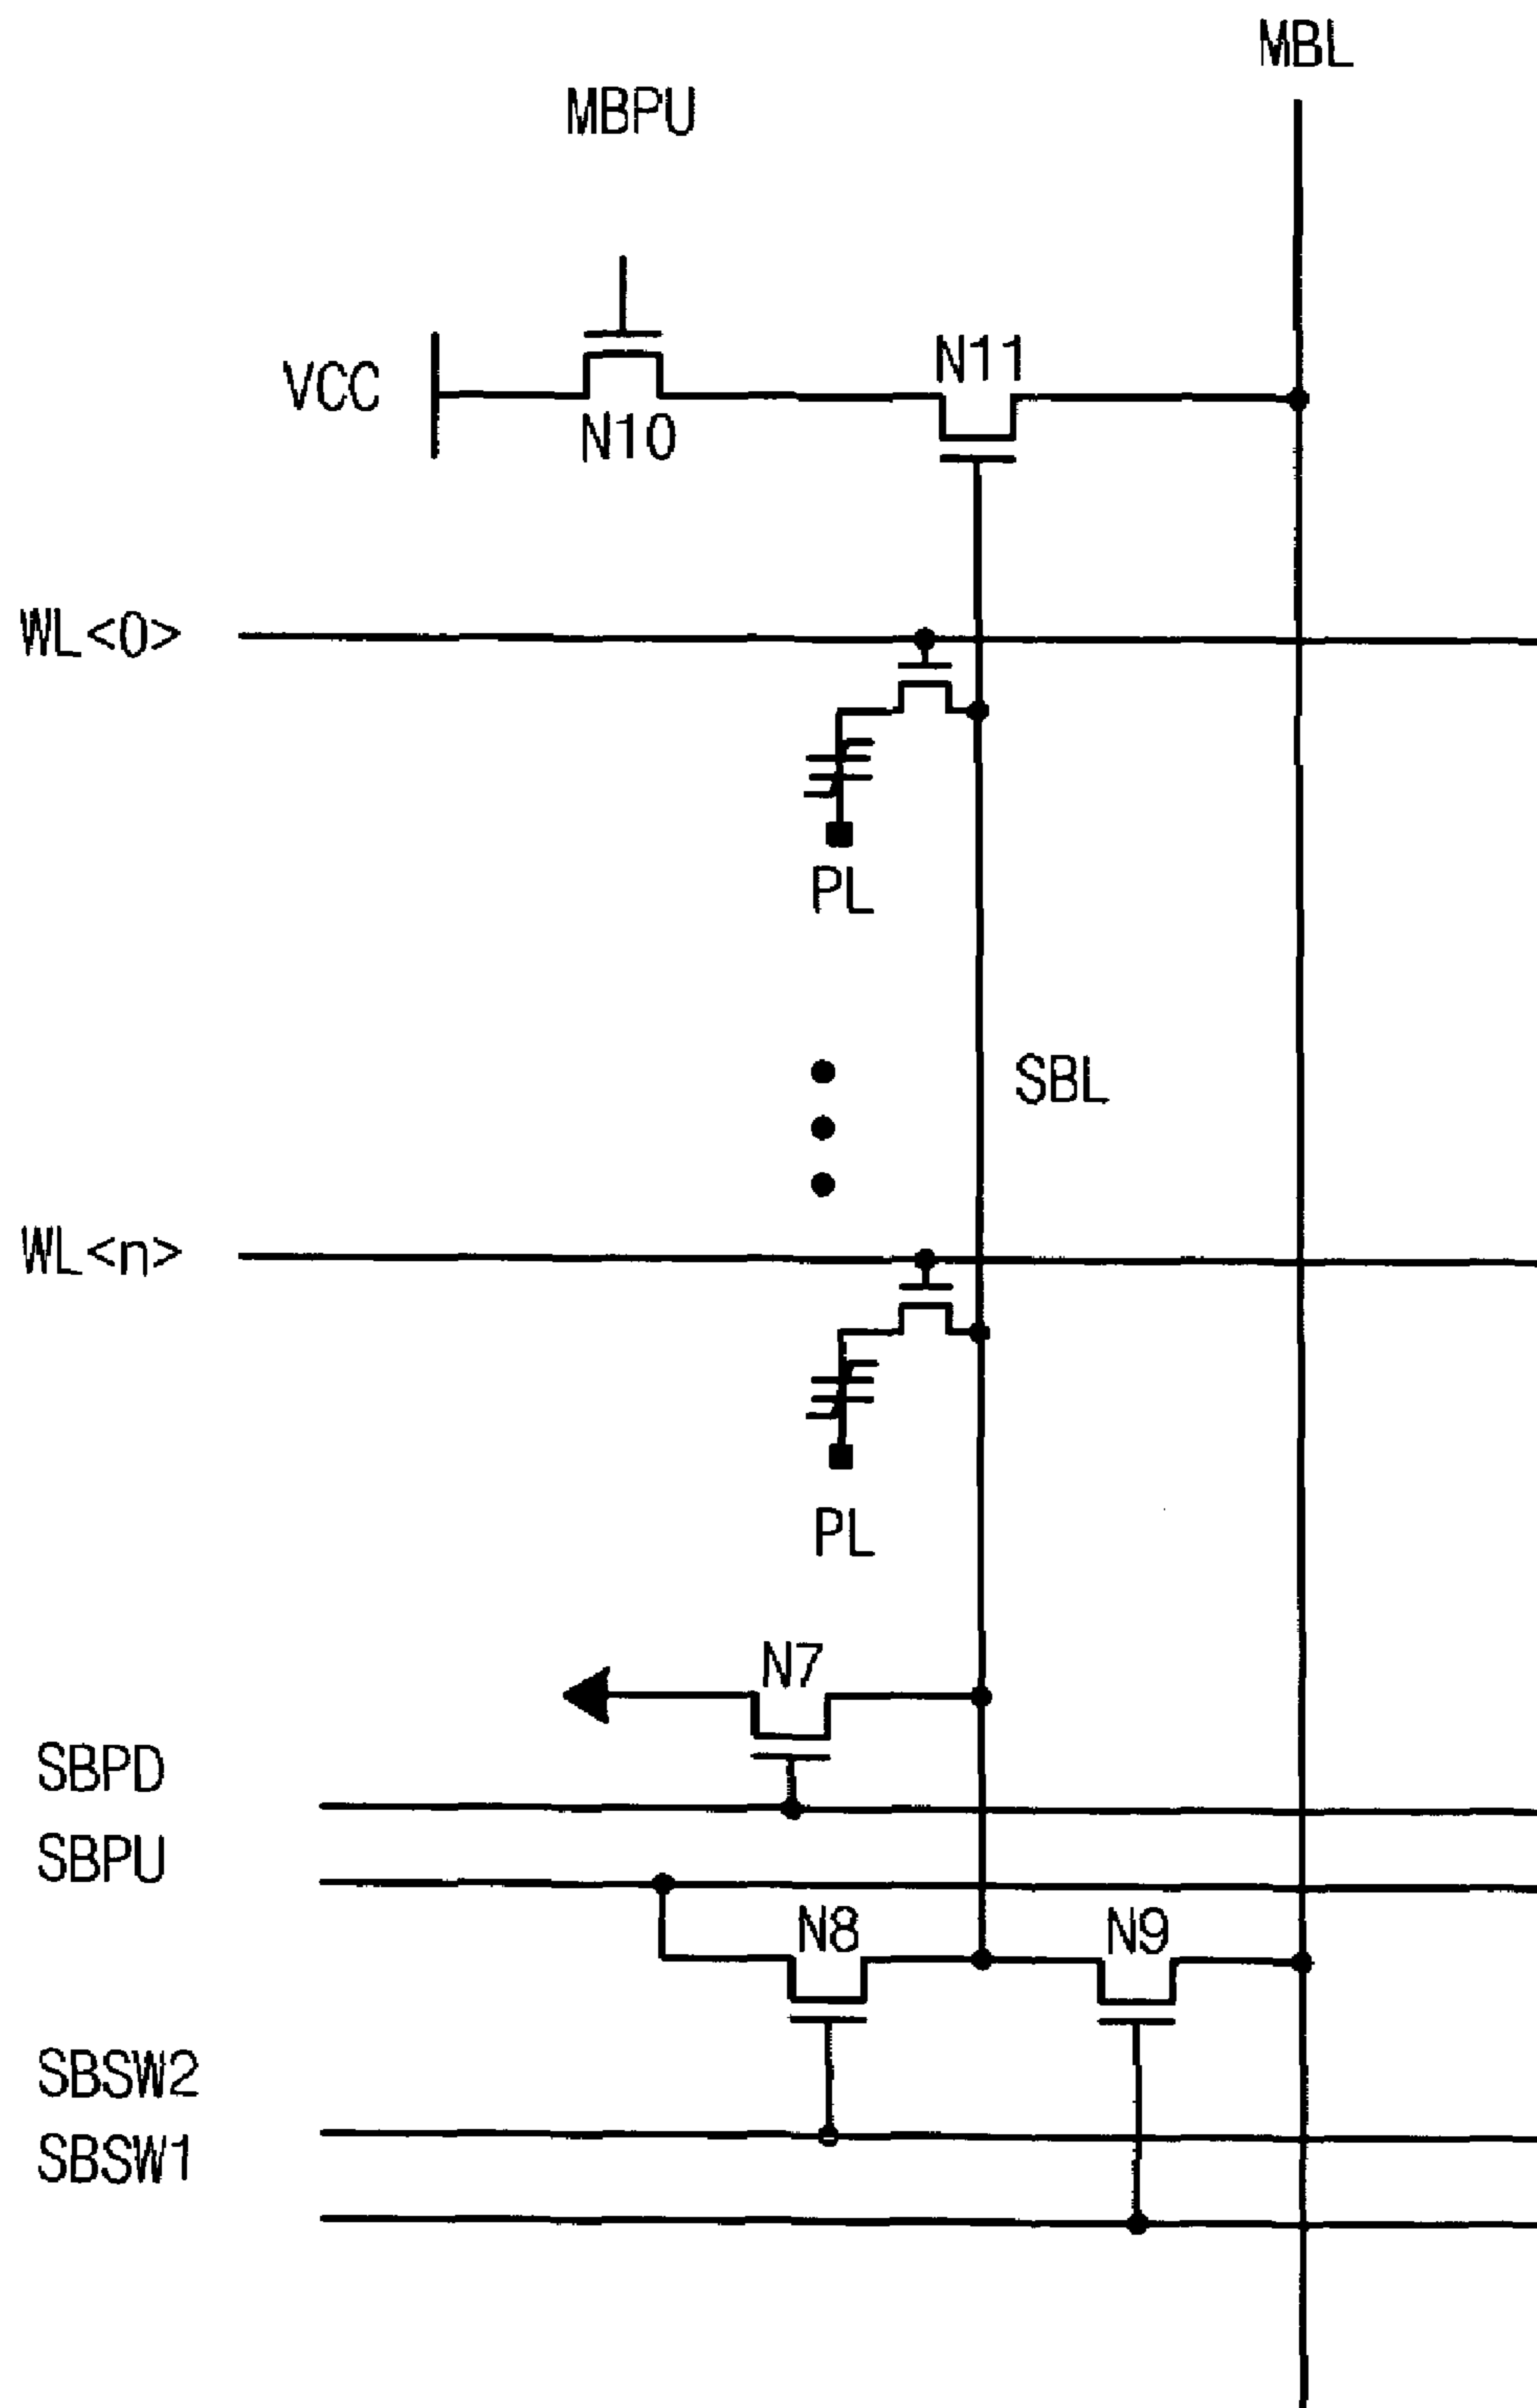 MBL
MBPU
N11
VCC
N10
WL<0>
PL
SBL
WL<n>
PL
N7
SBPD
SBPU
N8
N9
SBSW2
SBSW1